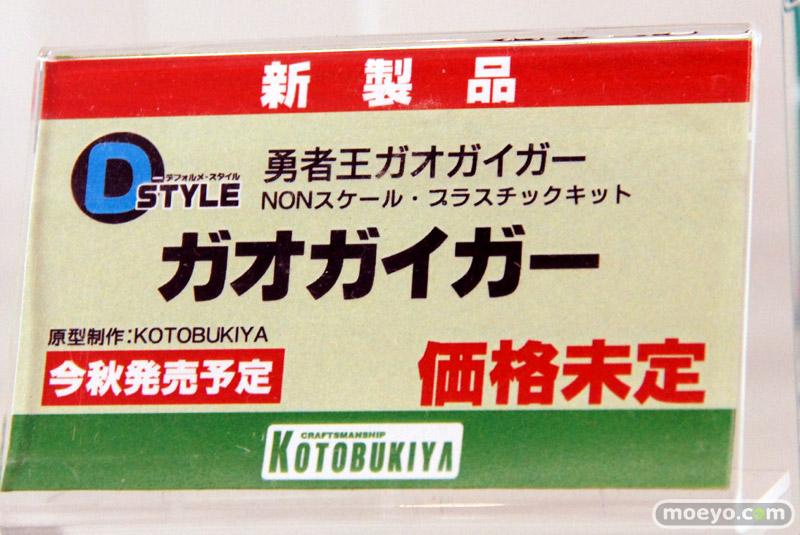 新製品
D STYLE
デフォルメ・スタイル
勇者王ガオガイガー
NONスケール・プラスチックキット
ガオガイガー
原型制作:KOTOBUKIYA
今秋発売予定
価格未定
CRAFTSMANSHIP
KOTOBUKIYA
moeyo.com